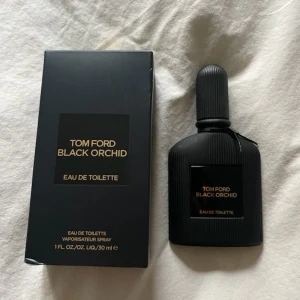 TOM FORD
BLACK ORCHID
EAU DE TOILETTE
EAU DE TOILETTE
VAPORISATEUR SPRAY
1 FL. OZ./OZ. LIQ/30 ml ℮
TOM FORD
BLACK ORCHID
EAU DE TOILETTE